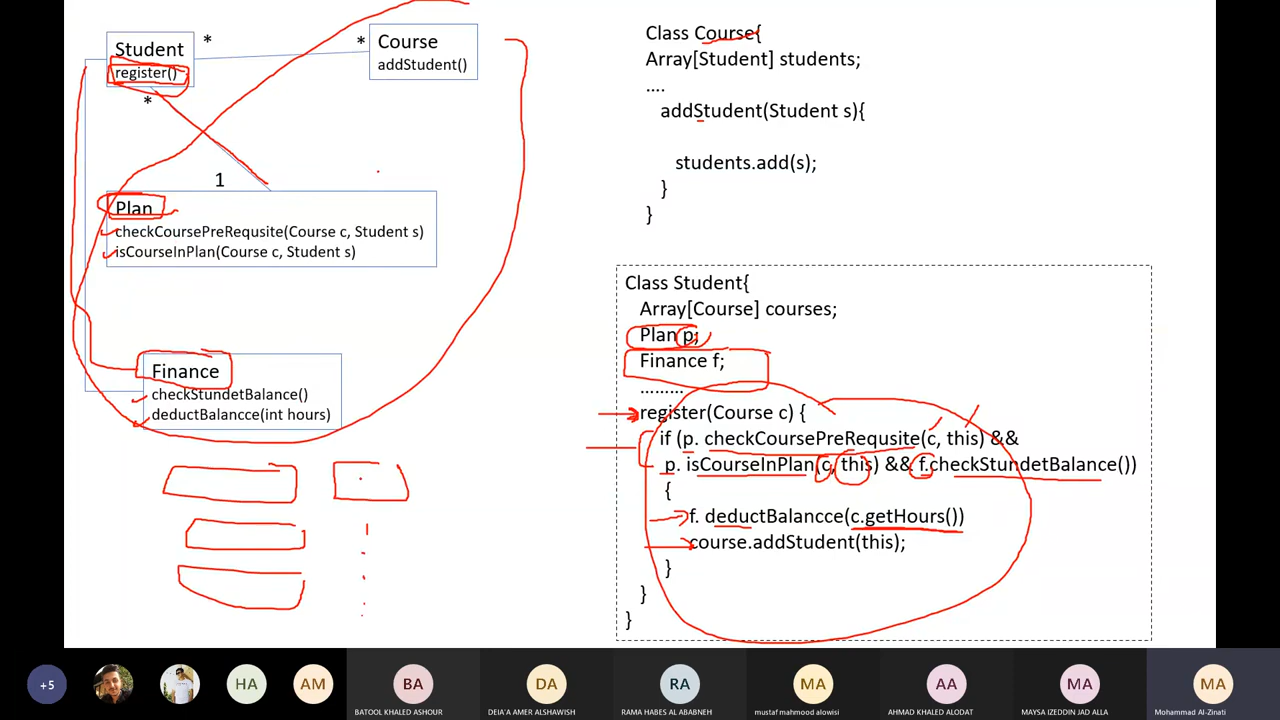 Student
register()
*
*
Course
addStudent()
*
1
Plan
checkCoursePreRequsite(Course c, Student s)
isCourseInPlan(Course c, Student s)
Finance
checkStundetBalance()
deductBalancce(int hours)
Class Course{
Array[Student] students;
....
addStudent(Student s){
students.add(s);
}
}
Class Student{
Array[Course] courses;
Plan p;
Finance f;
.........
register(Course c) {
if (p. checkCoursePreRequsite(c, this) &&
p. isCourseInPlan(c, this) && f.checkStundetBalance())
{
f. deductBalancce(c.getHours())
course.addStudent(this);
}
}
}
+5
HA
AM
BA
BATOOL KHALED ASHOUR
DA
DEIA'A AMER ALSHAWISH
RA
RAMA HABES AL ABABNEH
MA
mustaf mahmood alowisi
AA
AHMAD KHALED ALODAT
MA
MAYSA IZEDDIN JAD ALLA
MA
Mohammad Al-Zinati